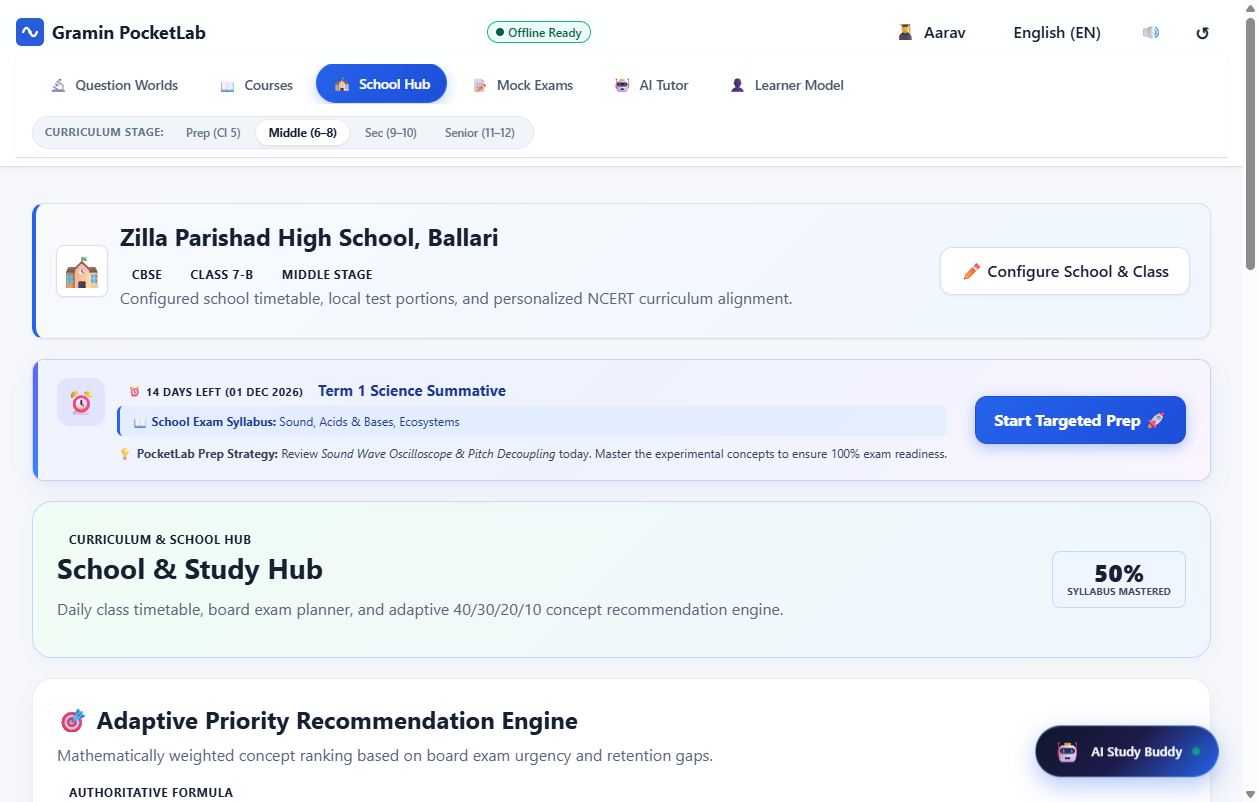 Gramin PocketLab
Offline Ready
Aarav
English (EN)
Question Worlds
Courses
School Hub
Mock Exams
AI Tutor
Learner Model
CURRICULUM STAGE:
Prep (Cl 5)
Middle (6–8)
Sec (9–10)
Senior (11–12)
Zilla Parishad High School, Ballari
CBSE
CLASS 7-B
MIDDLE STAGE
Configured school timetable, local test portions, and personalized NCERT curriculum alignment.
Configure School & Class
14 DAYS LEFT (01 DEC 2026)
Term 1 Science Summative
School Exam Syllabus: Sound, Acids & Bases, Ecosystems
PocketLab Prep Strategy: Review Sound Wave Oscilloscope & Pitch Decoupling today. Master the experimental concepts to ensure 100% exam readiness.
Start Targeted Prep
CURRICULUM & SCHOOL HUB
School & Study Hub
Daily class timetable, board exam planner, and adaptive 40/30/20/10 concept recommendation engine.
50%
SYLLABUS MASTERED
Adaptive Priority Recommendation Engine
Mathematically weighted concept ranking based on board exam urgency and retention gaps.
AUTHORITATIVE FORMULA
AI Study Buddy